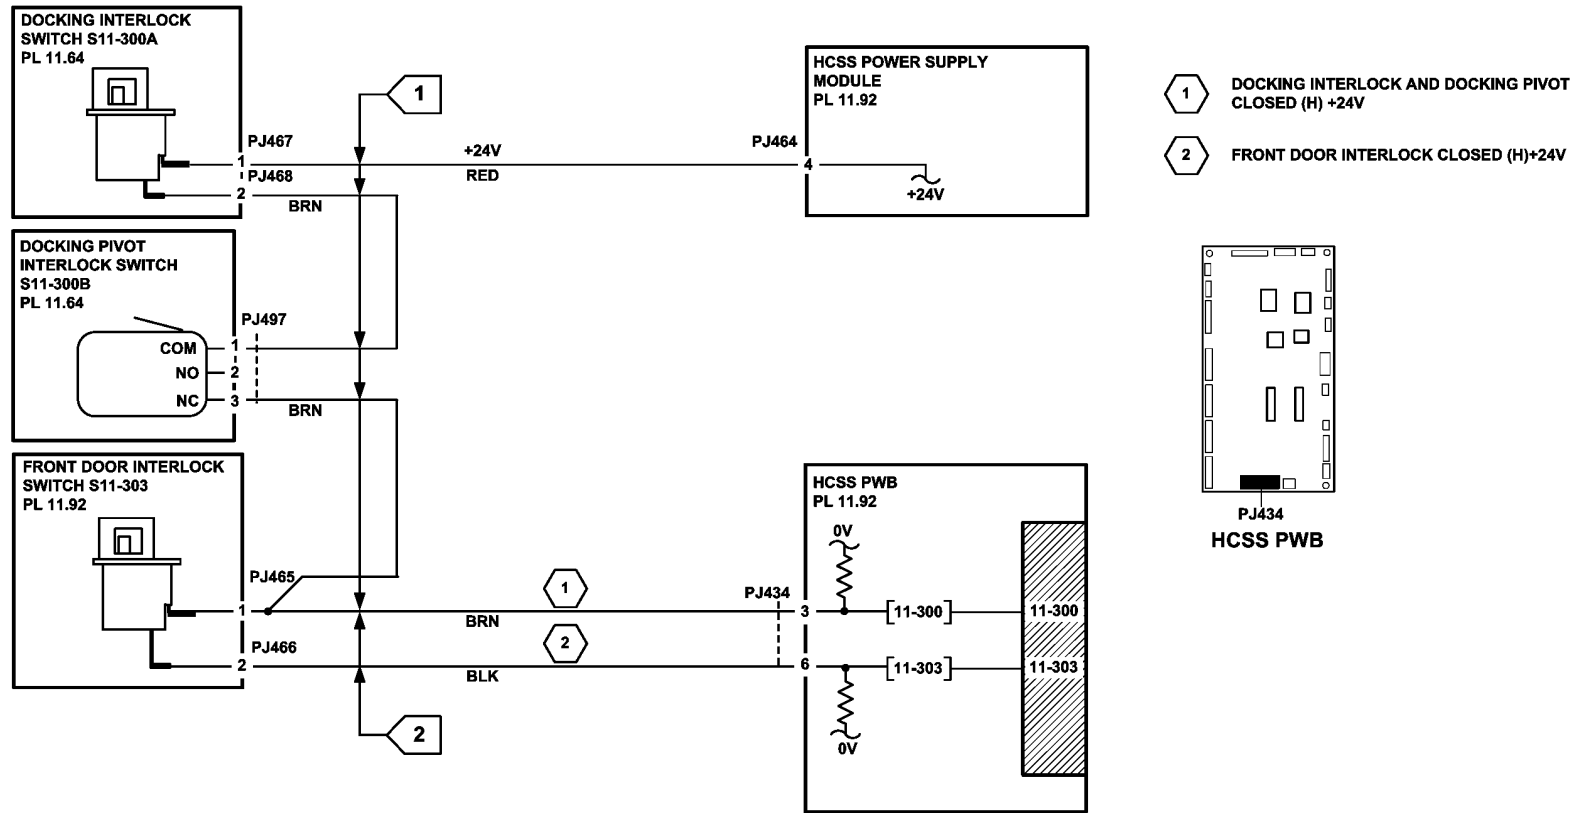 DOCKING INTERLOCK
SWITCH S11-300A
PL 11.64
PJ467
1
PJ468
2
BRN
1
+24V
RED
HCSS POWER SUPPLY
MODULE
PL 11.92
PJ464
4
+24V
1
DOCKING INTERLOCK AND DOCKING PIVOT
CLOSED (H) +24V
2
FRONT DOOR INTERLOCK CLOSED (H)+24V
DOCKING PIVOT
INTERLOCK SWITCH
S11-300B
PL 11.64
PJ497
COM
1
NO
2
NC
3
BRN
PJ434
HCSS PWB
FRONT DOOR INTERLOCK
SWITCH S11-303
PL 11.92
PJ465
1
PJ466
2
1
BRN
2
BLK
2
HCSS PWB
PL 11.92
0V
PJ434
3
[11-300]
11-300
6
[11-303]
11-303
0V